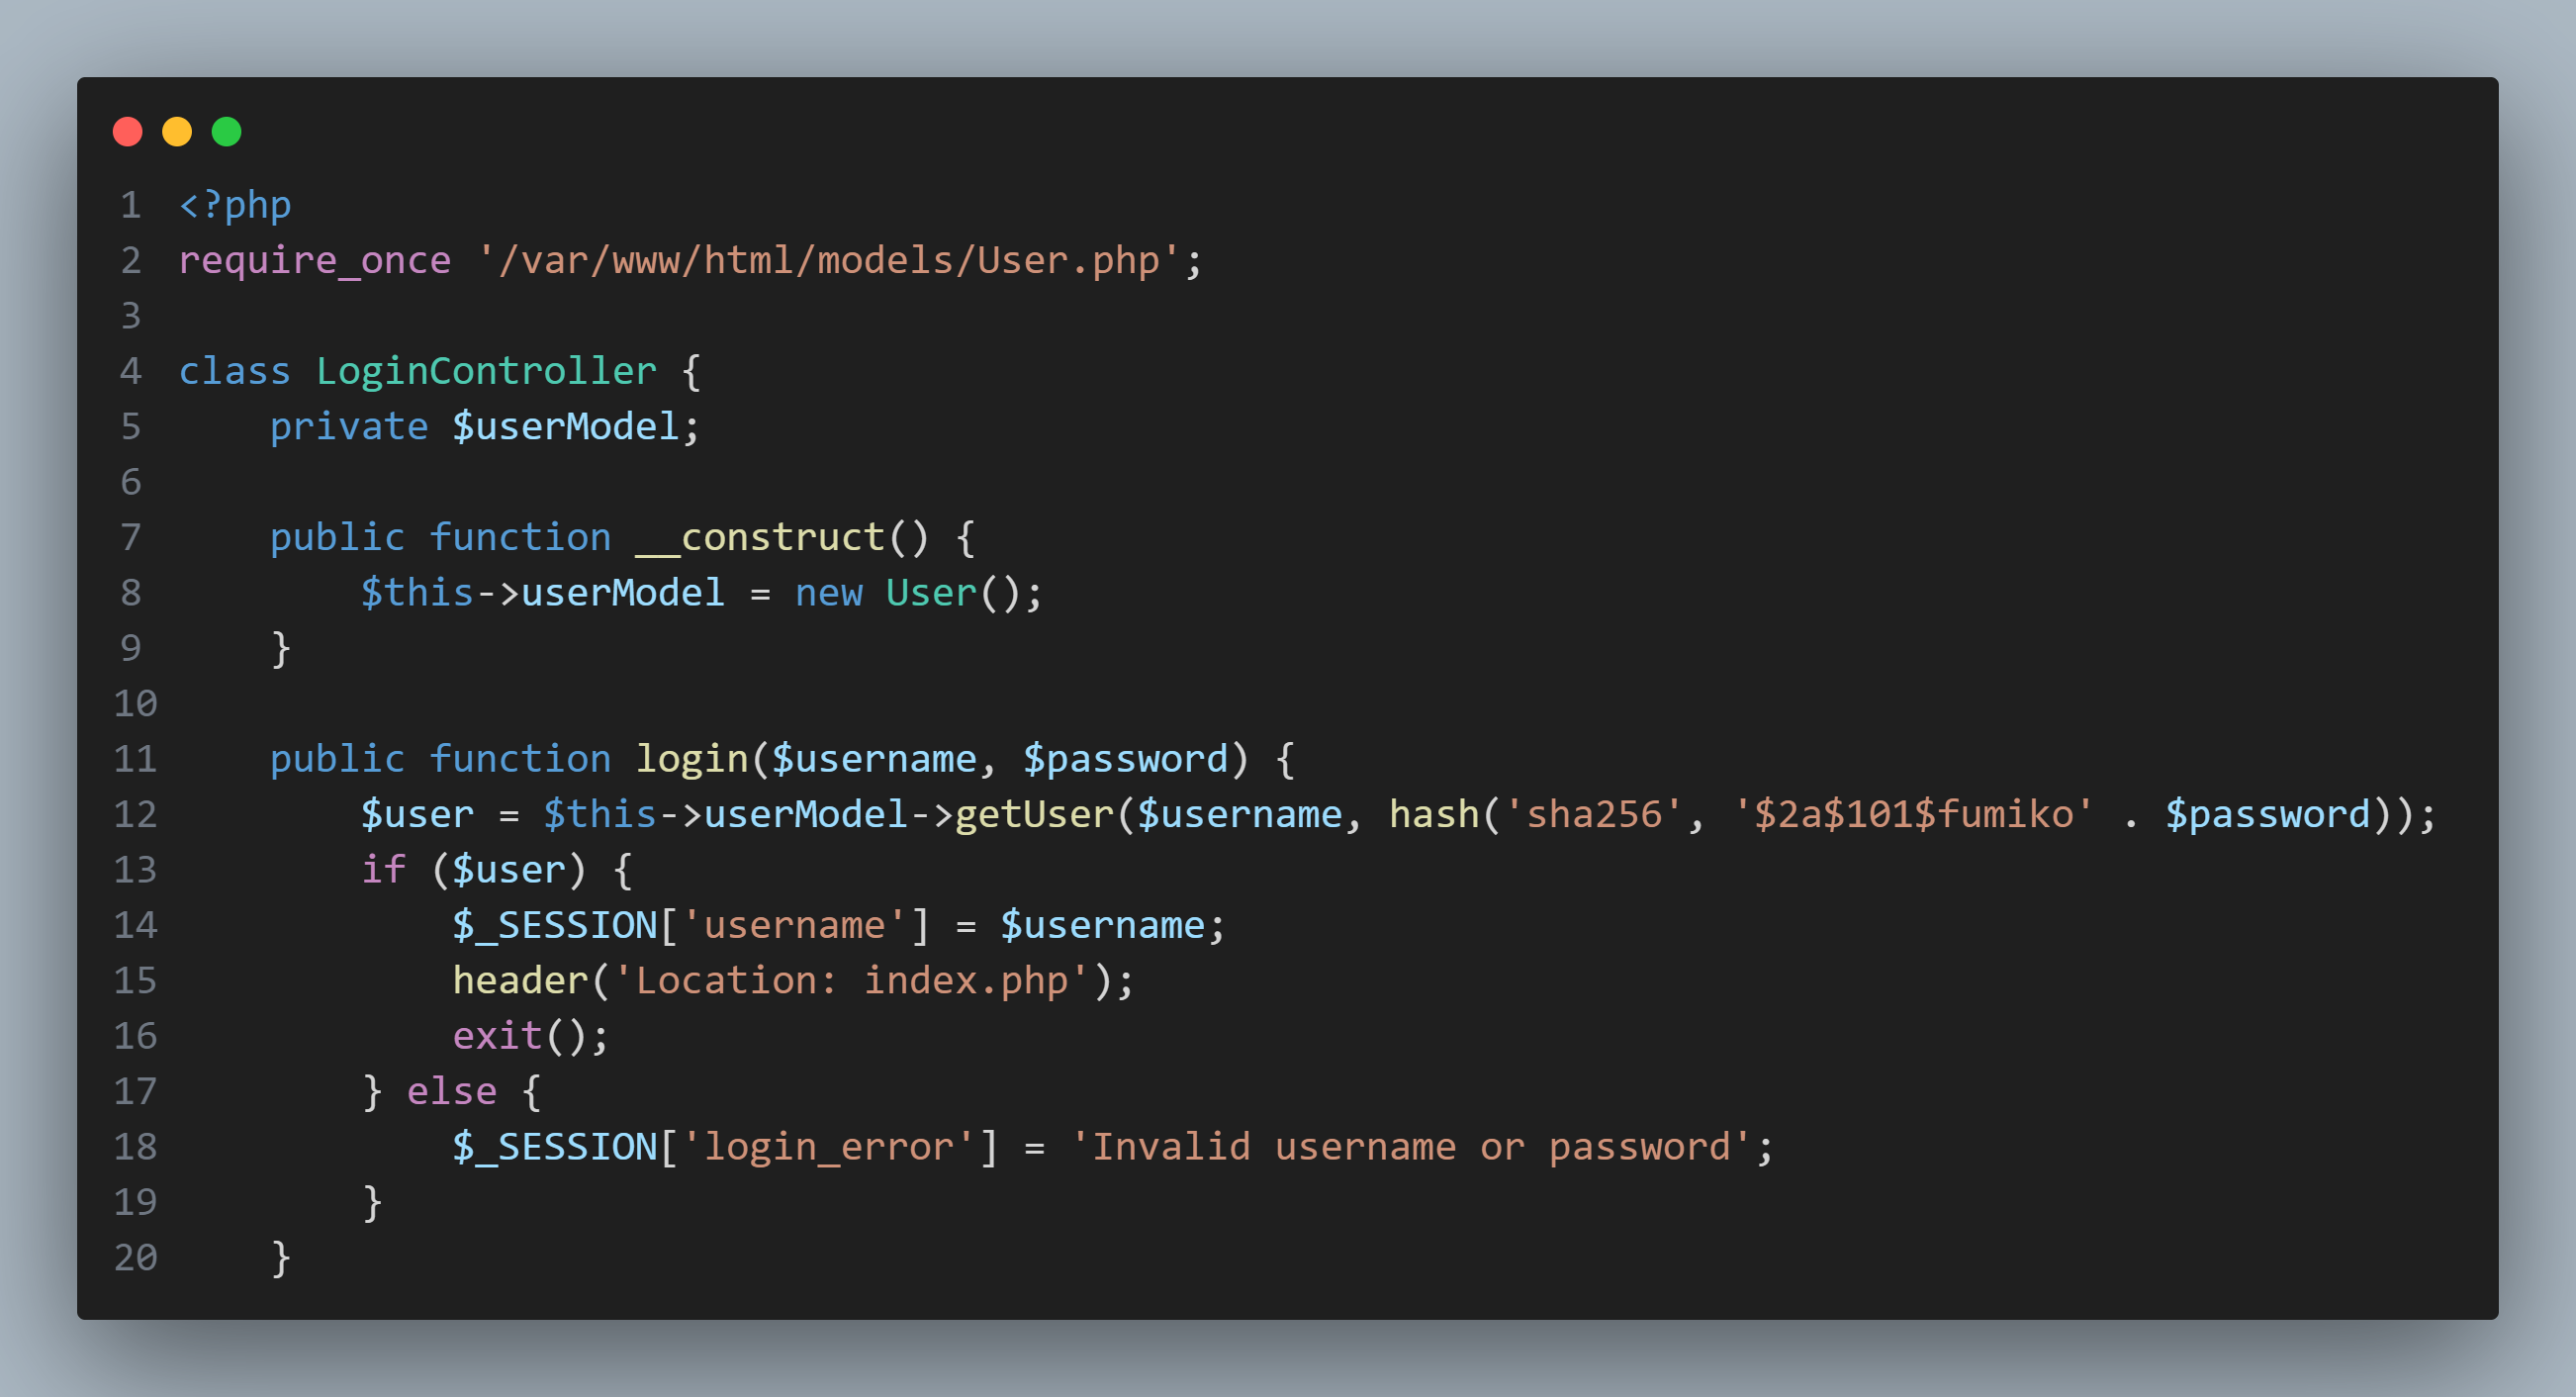 1 <?php
2 require_once '/var/www/html/models/User.php';
3
4 class LoginController {
5     private $userModel;
6
7     public function __construct() {
8         $this->userModel = new User();
9     }
10
11     public function login($username, $password) {
12         $user = $this->userModel->getUser($username, hash('sha256', '$2a$101$fumiko' . $password));
13         if ($user) {
14             $_SESSION['username'] = $username;
15             header('Location: index.php');
16             exit();
17         } else {
18             $_SESSION['login_error'] = 'Invalid username or password';
19         }
20     }